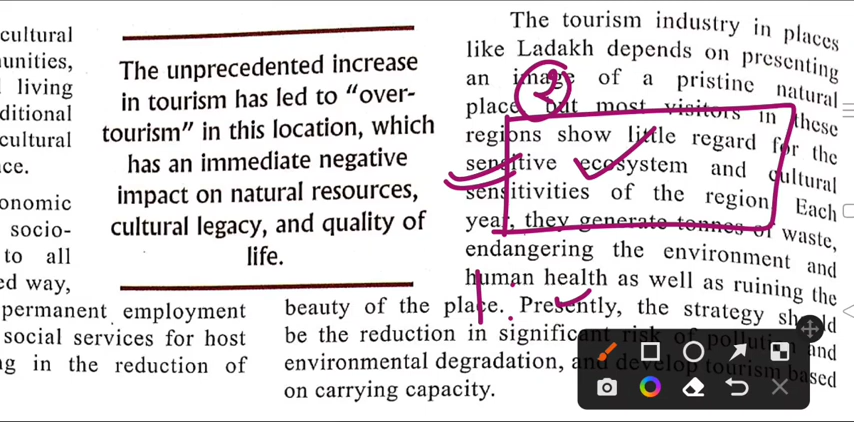 cultural
unities,
living
ditional
cultural
ce.
onomic
socio-
to all
ed way,
permanent employment
social services for host
g in the reduction of
The unprecedented increase
in tourism has led to “over-
tourism” in this location, which
has an immediate negative
impact on natural resources,
cultural legacy, and quality of
life.
The tourism industry in places
like Ladakh depends on presenting
an image of a pristine natural
place, but most visitors in these
regions show little regard for the
sensitive ecosystem and cultural
sensitivities of the region. Each
year, they generate tonnes of waste,
endangering the environment and
human health as well as ruining the
beauty of the place. Presently, the strategy should
be the reduction in significant risk of pollution and
environmental degradation, and develop tourism based
on carrying capacity.
2